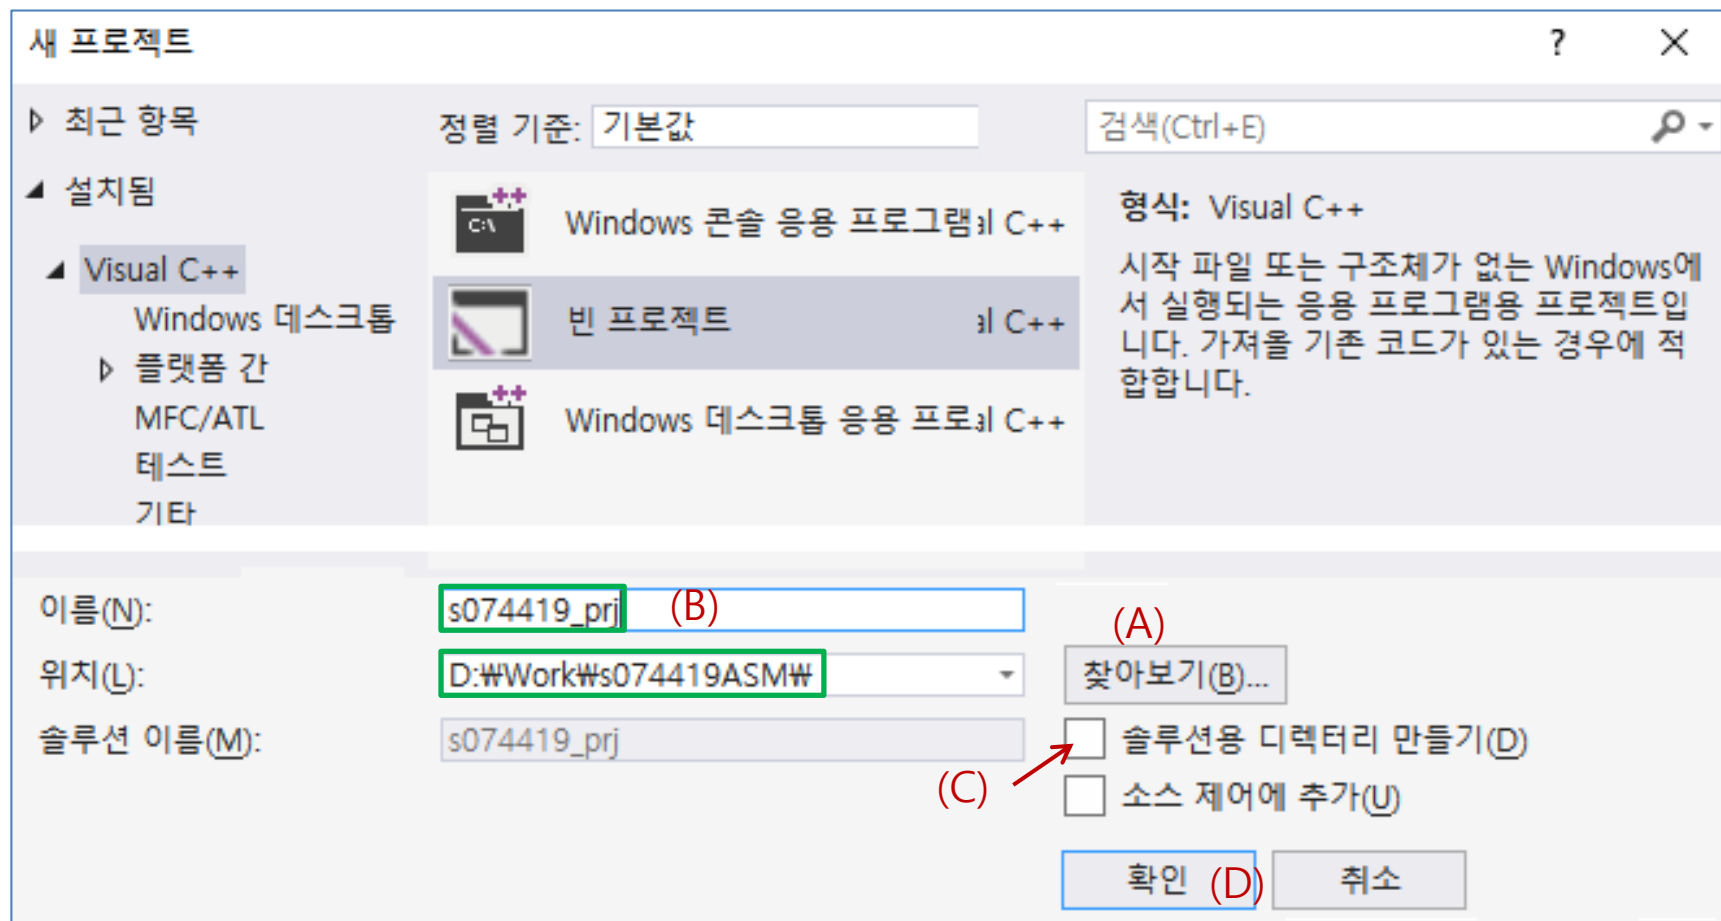 새 프로젝트 ? ✕
최근 항목
설치됨
Visual C++
Windows 데스크톱
플랫폼 간
MFC/ATL
테스트
기타
정렬 기준: 기본값
Windows 콘솔 응용 프로그램 al C++
빈 프로젝트 al C++
Windows 데스크톱 응용 프로 al C++
검색(Ctrl+E)
형식: Visual C++
시작 파일 또는 구조체가 없는 Windows에
서 실행되는 응용 프로그램용 프로젝트입
니다. 가져올 기존 코드가 있는 경우에 적
합합니다.
이름(N): s074419_prj (B)
(A)
위치(L): D:₩Work₩s074419ASM₩ 찾아보기(B)...
솔루션 이름(M): s074419_prj 솔루션용 디렉터리 만들기(D)
(C) 소스 제어에 추가(U)
확인 (D) 취소